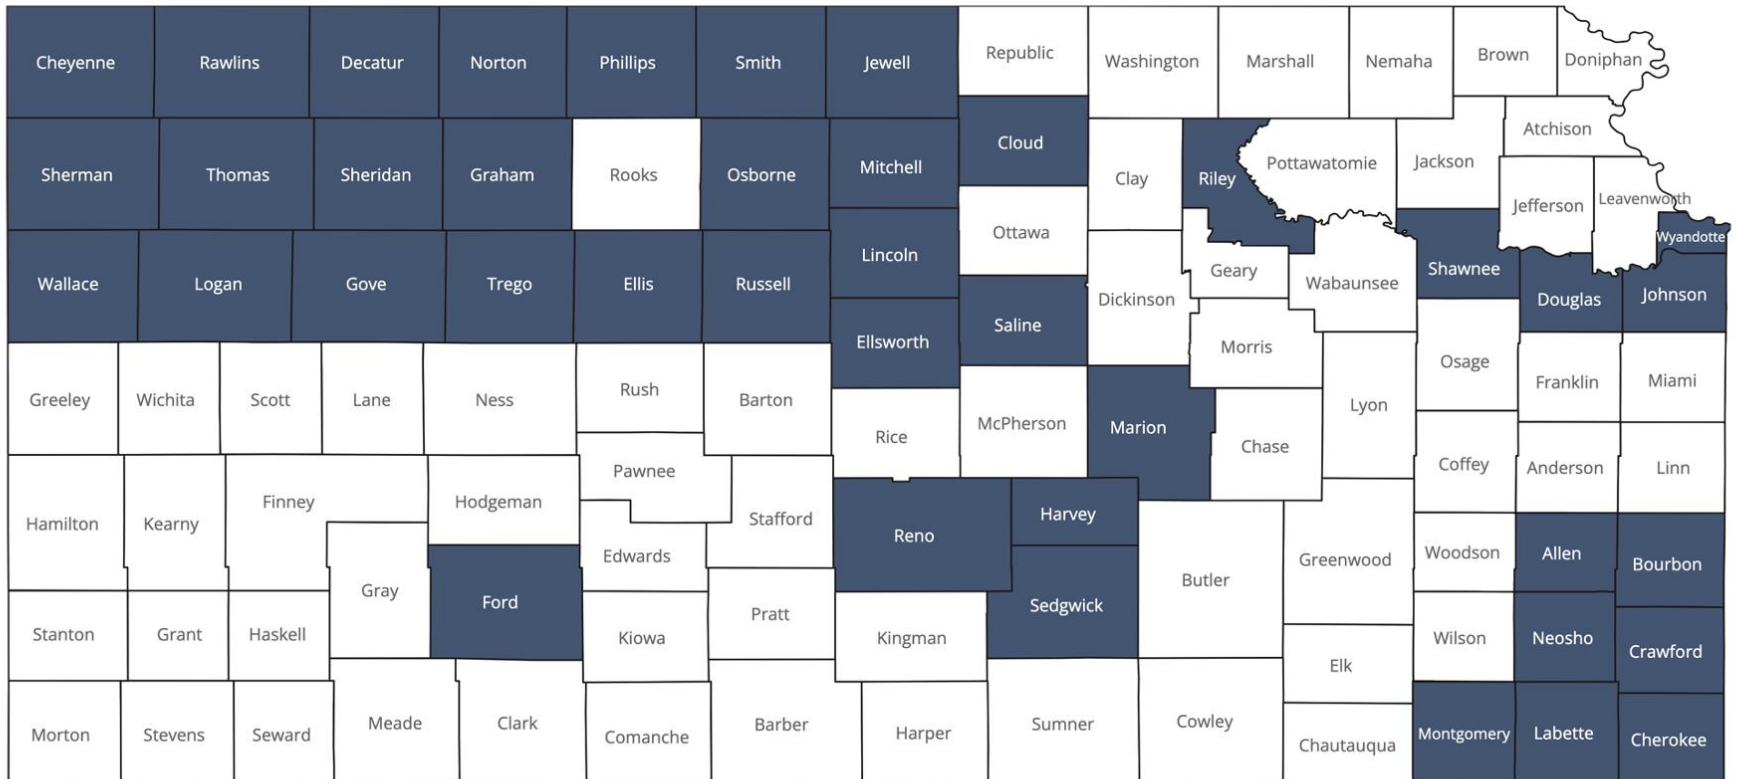 Cheyenne
Rawlins
Decatur
Norton
Phillips
Smith
Jewell
Republic
Washington
Marshall
Nemaha
Brown
Doniphan
Sherman
Thomas
Sheridan
Graham
Rooks
Osborne
Mitchell
Cloud
Clay
Riley
Pottawatomie
Jackson
Atchison
Jefferson
Leavenworth
Wyandotte
Wallace
Logan
Gove
Trego
Ellis
Russell
Lincoln
Ottawa
Ellsworth
Saline
Dickinson
Geary
Wabaunsee
Shawnee
Douglas
Johnson
Morris
Osage
Franklin
Miami
Greeley
Wichita
Scott
Lane
Ness
Rush
Barton
Rice
McPherson
Marion
Chase
Lyon
Coffey
Anderson
Linn
Hamilton
Kearny
Finney
Hodgeman
Pawnee
Stafford
Edwards
Reno
Harvey
Sedgwick
Butler
Greenwood
Woodson
Allen
Bourbon
Stanton
Grant
Haskell
Gray
Ford
Kiowa
Pratt
Kingman
Elk
Wilson
Neosho
Crawford
Morton
Stevens
Seward
Meade
Clark
Comanche
Barber
Harper
Sumner
Cowley
Chautauqua
Montgomery
Labette
Cherokee